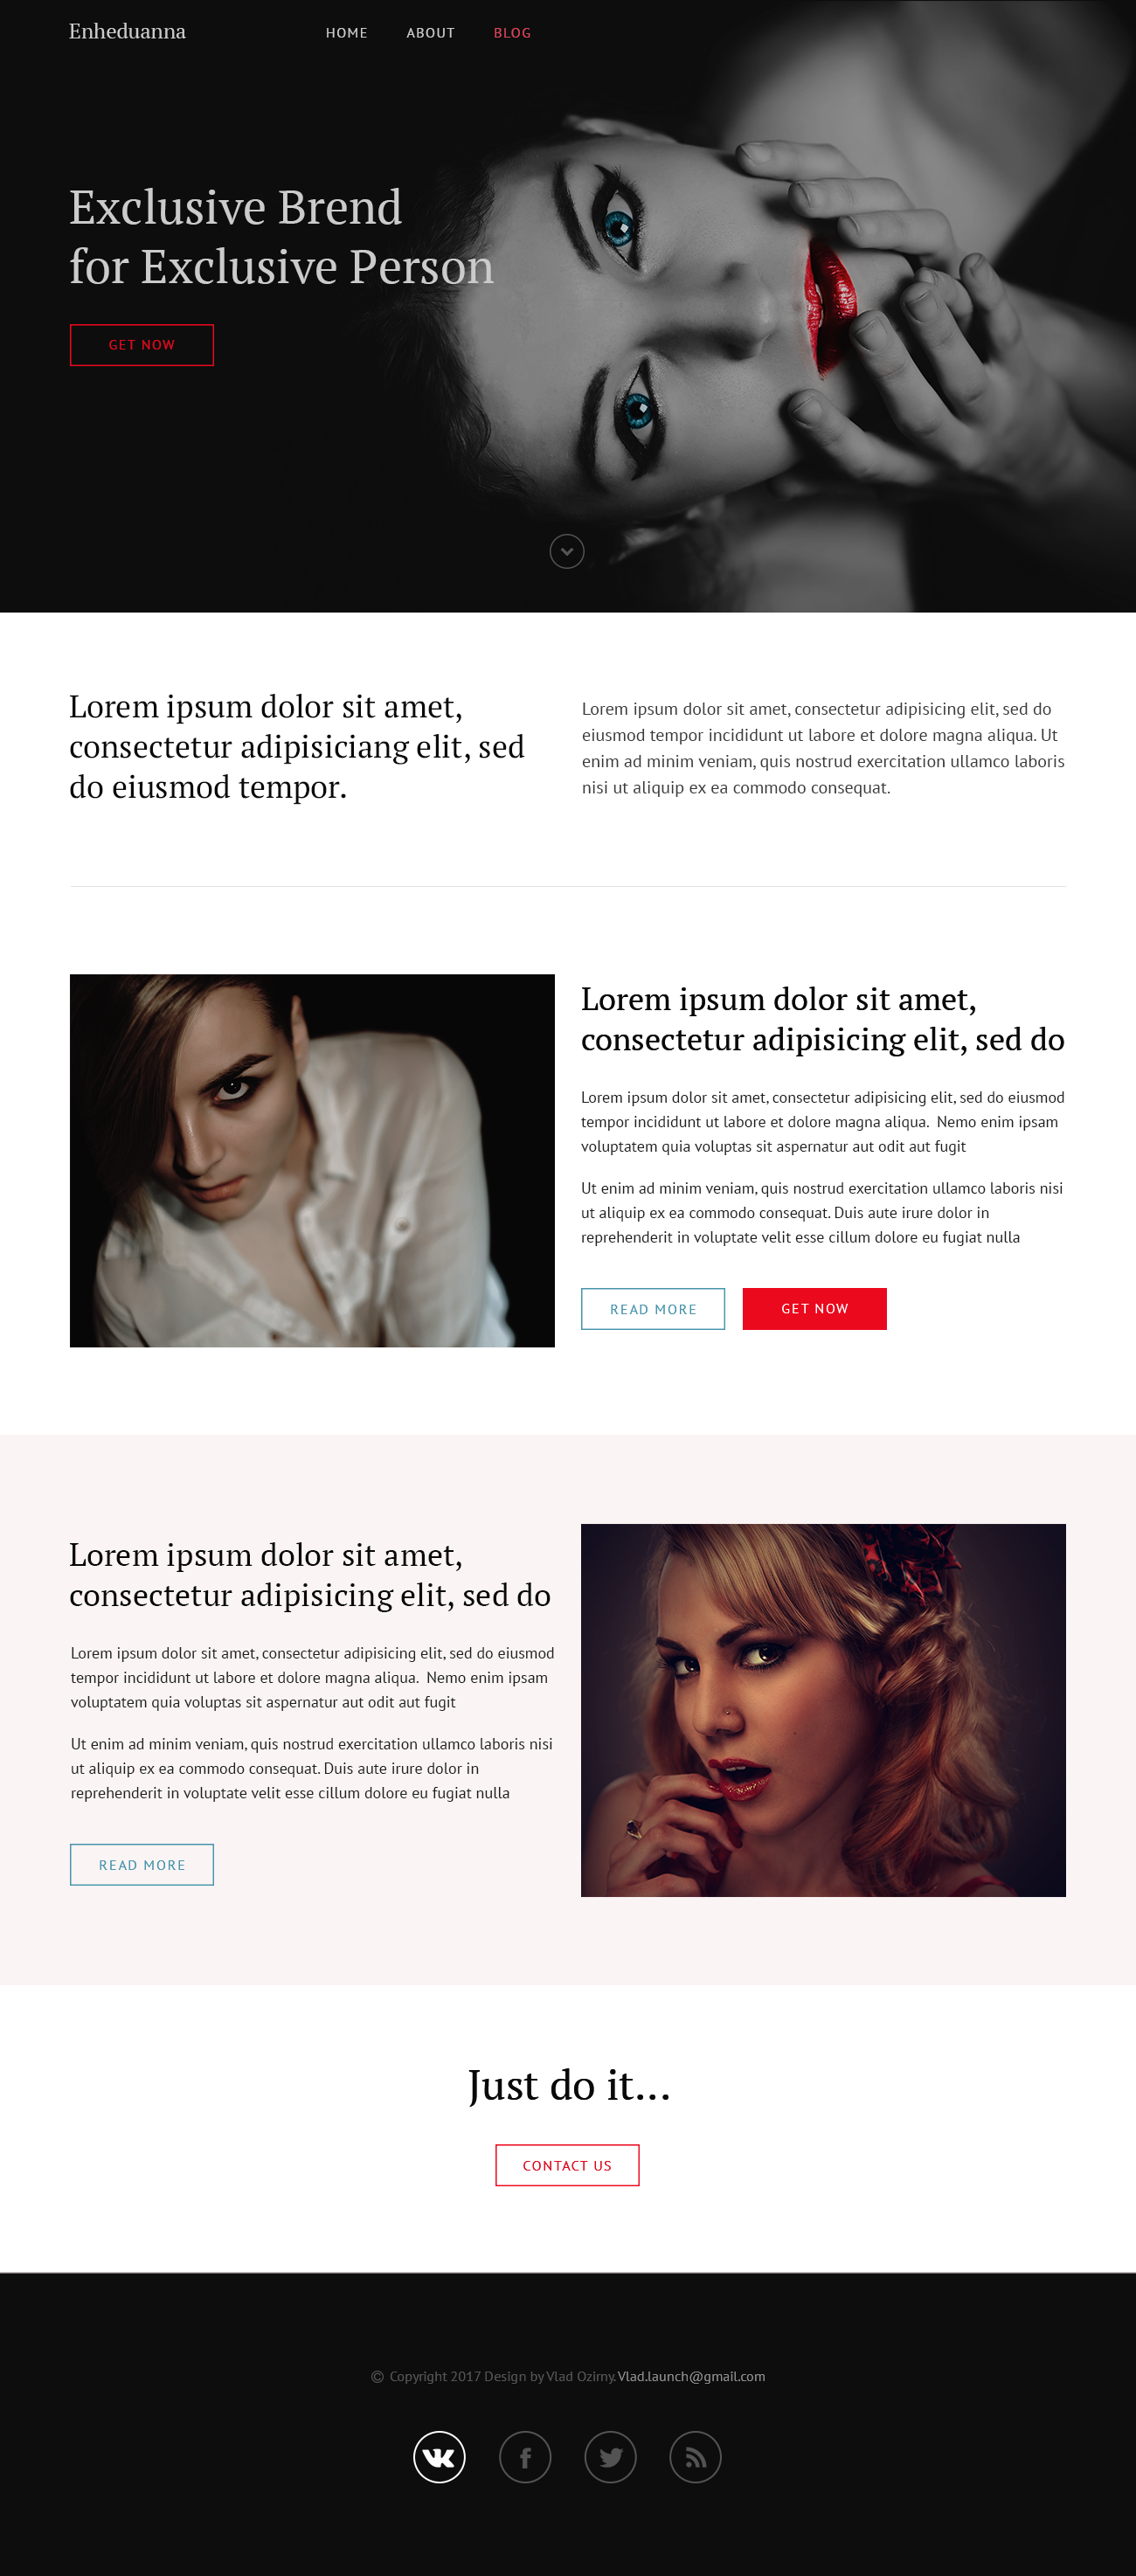 Enheduanna
HOME ABOUT BLOG
Exclusive Brend
for Exclusive Person
GET NOW
Lorem ipsum dolor sit amet,
consectetur adipisiciang elit, sed
do eiusmod tempor.
Lorem ipsum dolor sit amet, consectetur adipisicing elit, sed do
eiusmod tempor incididunt ut labore et dolore magna aliqua. Ut
enim ad minim veniam, quis nostrud exercitation ullamco laboris
nisi ut aliquip ex ea commodo consequat.
Lorem ipsum dolor sit amet,
consectetur adipisicing elit, sed do
Lorem ipsum dolor sit amet, consectetur adipisicing elit, sed do eiusmod
tempor incididunt ut labore et dolore magna aliqua. Nemo enim ipsam
voluptatem quia voluptas sit aspernatur aut odit aut fugit
Ut enim ad minim veniam, quis nostrud exercitation ullamco laboris nisi
ut aliquip ex ea commodo consequat. Duis aute irure dolor in
reprehenderit in voluptate velit esse cillum dolore eu fugiat nulla
READ MORE GET NOW
Lorem ipsum dolor sit amet,
consectetur adipisicing elit, sed do
Lorem ipsum dolor sit amet, consectetur adipisicing elit, sed do eiusmod
tempor incididunt ut labore et dolore magna aliqua. Nemo enim ipsam
voluptatem quia voluptas sit aspernatur aut odit aut fugit
Ut enim ad minim veniam, quis nostrud exercitation ullamco laboris nisi
ut aliquip ex ea commodo consequat. Duis aute irure dolor in
reprehenderit in voluptate velit esse cillum dolore eu fugiat nulla
READ MORE
Just do it...
CONTACT US
© Copyright 2017 Design by Vlad Ozirny. Vlad.launch@gmail.com